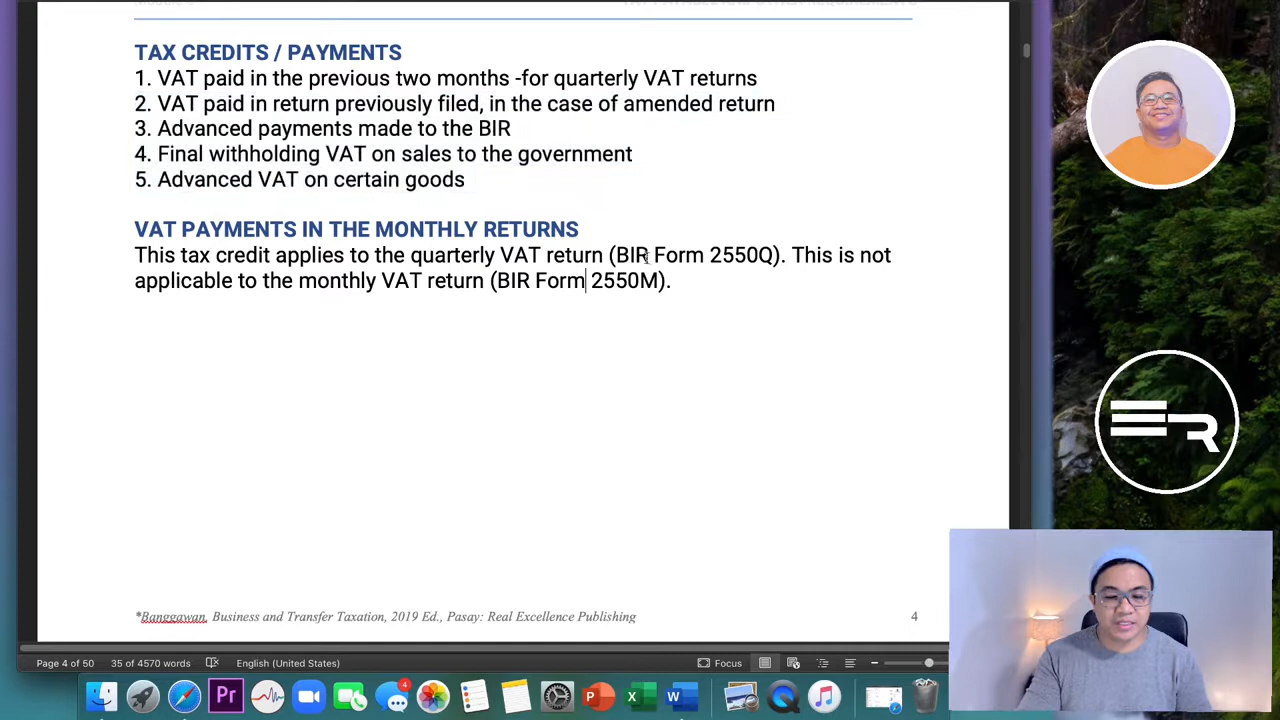 TAX CREDITS / PAYMENTS
1. VAT paid in the previous two months -for quarterly VAT returns
2. VAT paid in return previously filed, in the case of amended return
3. Advanced payments made to the BIR
4. Final withholding VAT on sales to the government
5. Advanced VAT on certain goods
VAT PAYMENTS IN THE MONTHLY RETURNS
This tax credit applies to the quarterly VAT return (BIR Form 2550Q). This is not
applicable to the monthly VAT return (BIR Form 2550M).
*Banggawan, Business and Transfer Taxation, 2019 Ed., Pasay: Real Excellence Publishing
4
Page 4 of 50
35 of 4570 words
English (United States)
Focus
ER
Pr
4
P
X
W